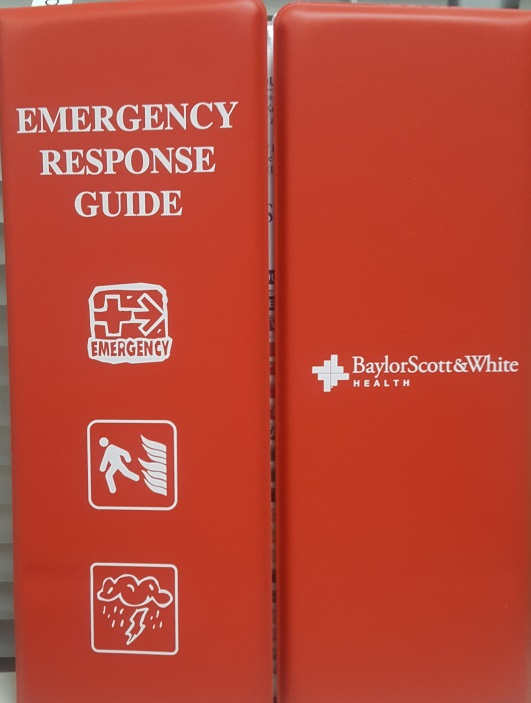 EMERGENCY
RESPONSE
GUIDE
EMERGENCY
BaylorScott&White
HEALTH